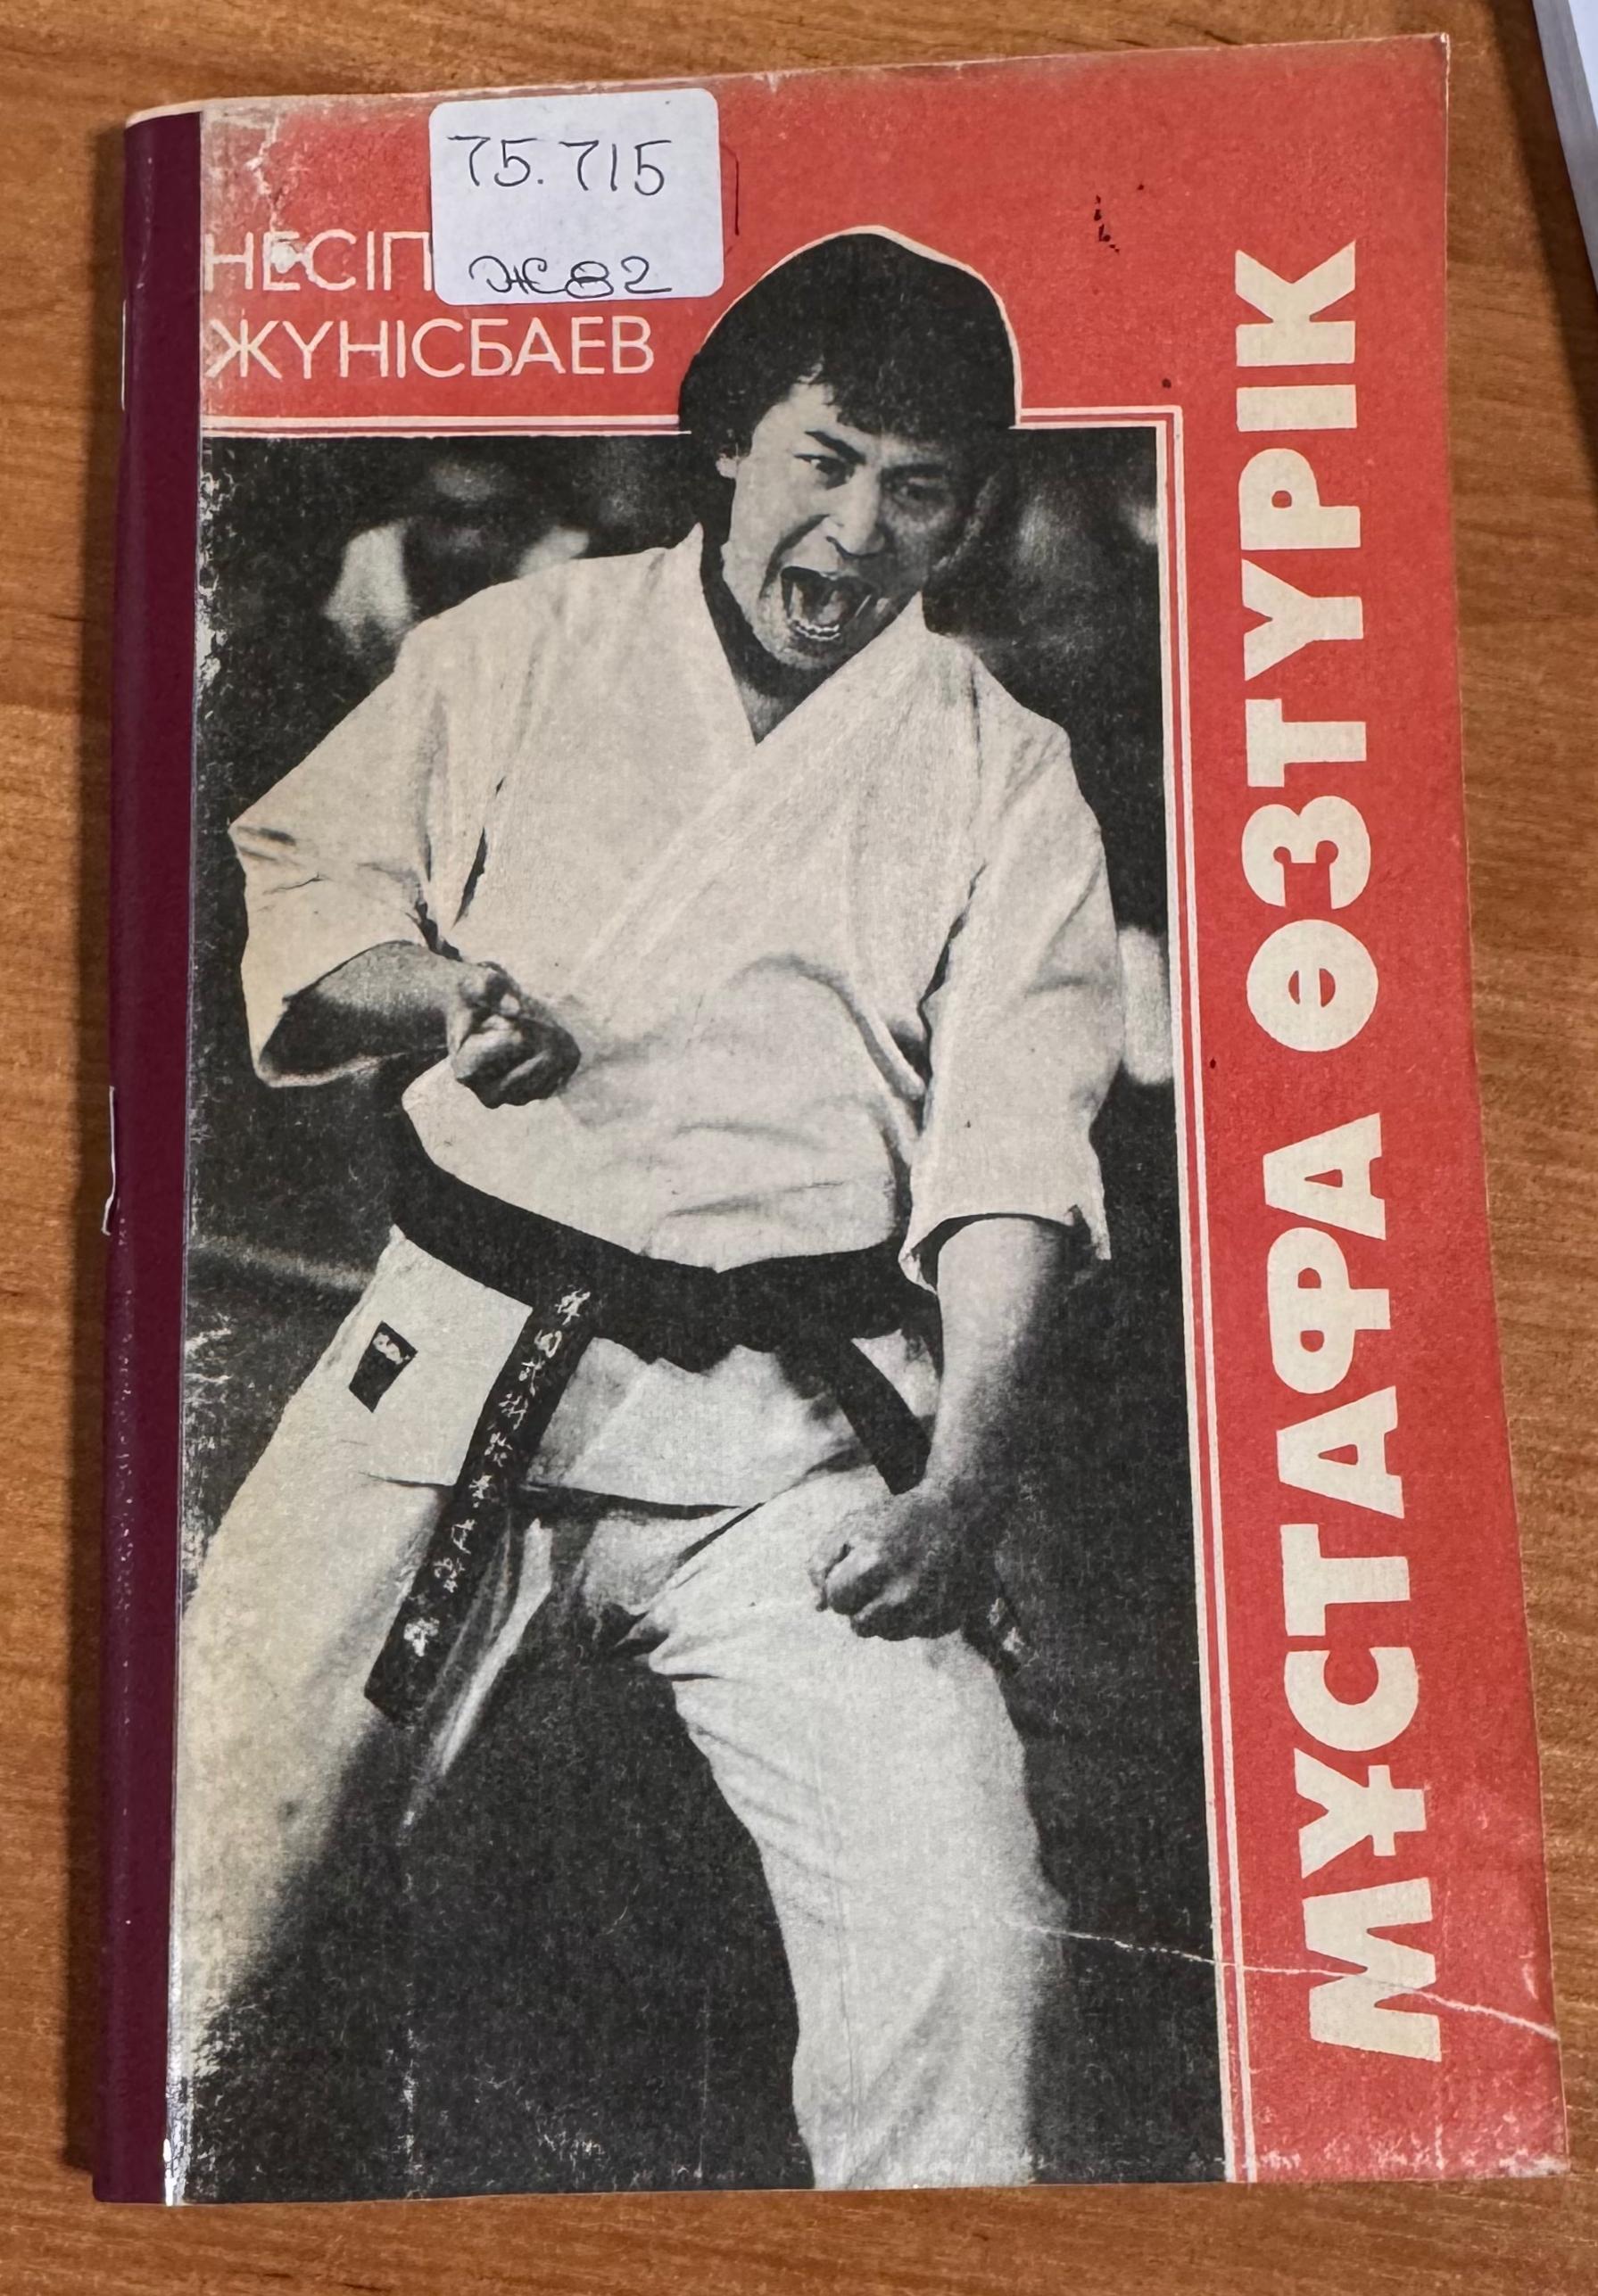 75.715
Ж82
НЕСІП
ЖҮНІСБАЕВ
МҰСТАФА ӨЗТҮРІК